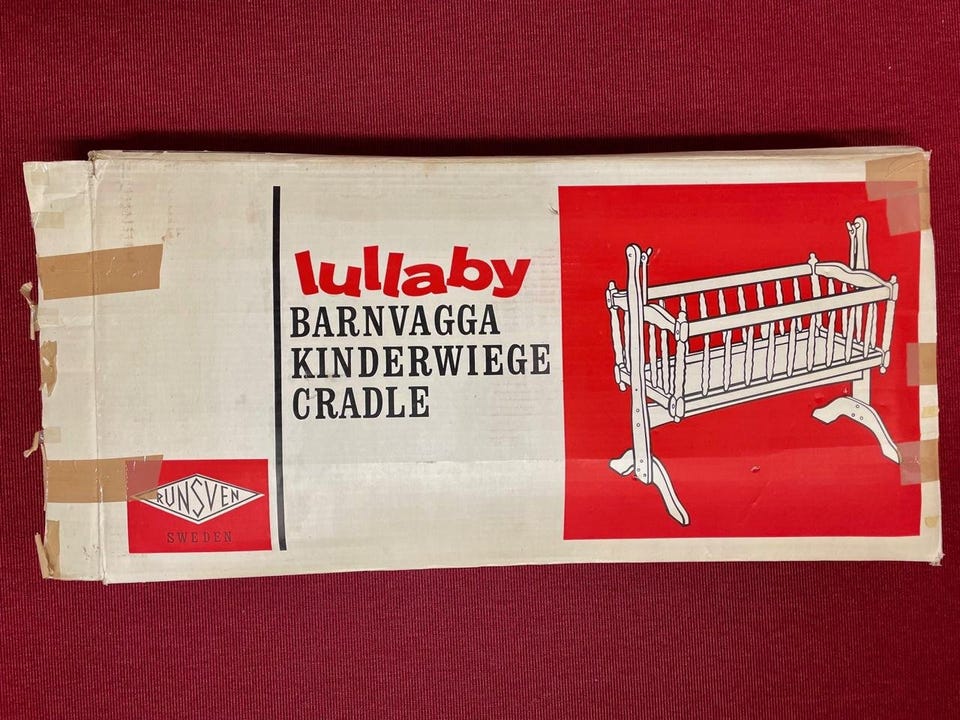 lullaby
BARNVAGGA
KINDERWIEGE
CRADLE
RUNSVEN
SWEDEN